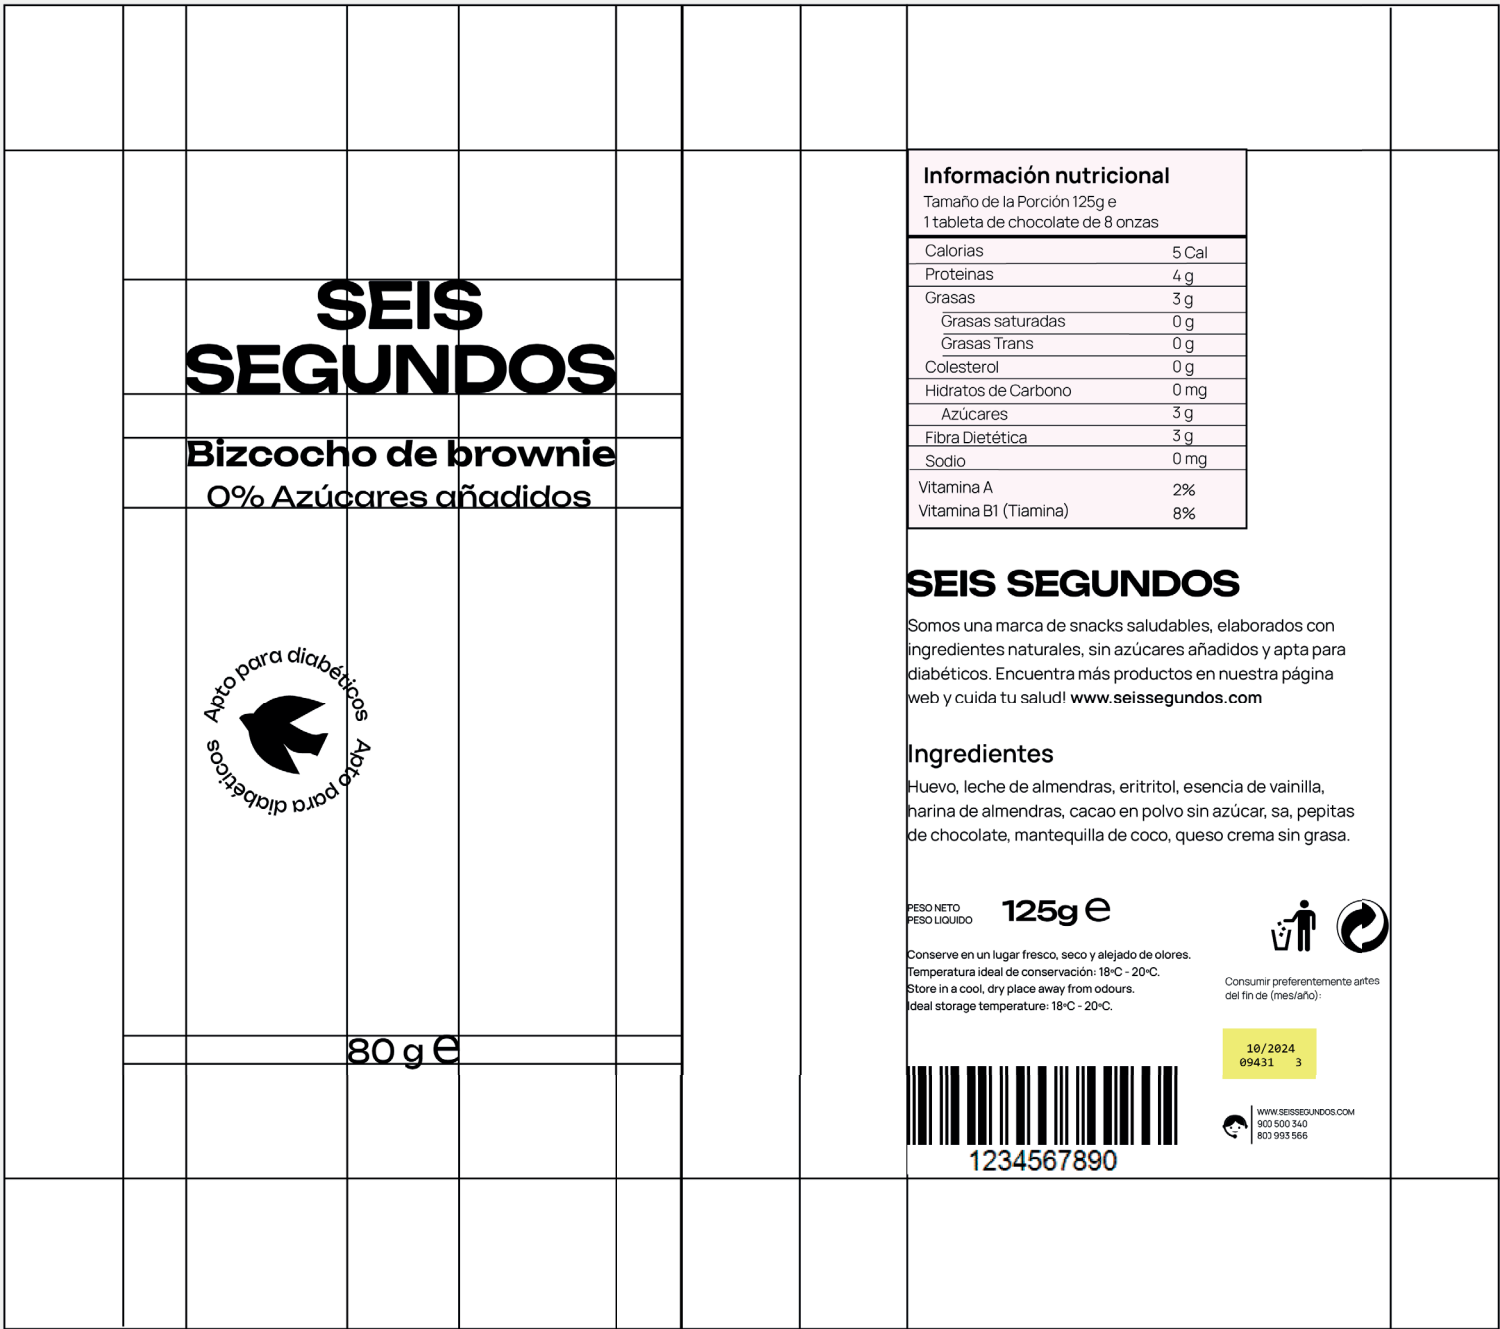 SEIS
SEGUNDOS
Bizcocho de brownie
0% Azúcares añadidos
Apto para diabéticos
Apto para diabéticos
80 g e
Información nutricional
Tamaño de la Porción 125g e
1 tableta de chocolate de 8 onzas
Calorias 5 Cal
Proteinas 4 g
Grasas 3 g
Grasas saturadas 0 g
Grasas Trans 0 g
Colesterol 0 g
Hidratos de Carbono 0 mg
Azúcares 3 g
Fibra Dietética 3 g
Sodio 0 mg
Vitamina A 2%
Vitamina B1 (Tiamina) 8%
SEIS SEGUNDOS
Somos una marca de snacks saludables, elaborados con
ingredientes naturales, sin azúcares añadidos y apta para
diabéticos. Encuentra más productos en nuestra página
web y cuida tu salud! www.seissegundos.com
Ingredientes
Huevo, leche de almendras, eritritol, esencia de vainilla,
harina de almendras, cacao en polvo sin azúcar, sa, pepitas
de chocolate, mantequilla de coco, queso crema sin grasa.
PESO NETO
PESO LIQUIDO
125g e
Conserve en un lugar fresco, seco y alejado de olores.
Temperatura ideal de conservación: 18ºC - 20ºC.
Store in a cool, dry place away from odours.
Ideal storage temperature: 18ºC - 20ºC.
Consumir preferentemente antes
del fin de (mes/año):
10/2024
09431 3
WWW.SEISSEGUNDOS.COM
900 500 340
800 993 566
1234567890